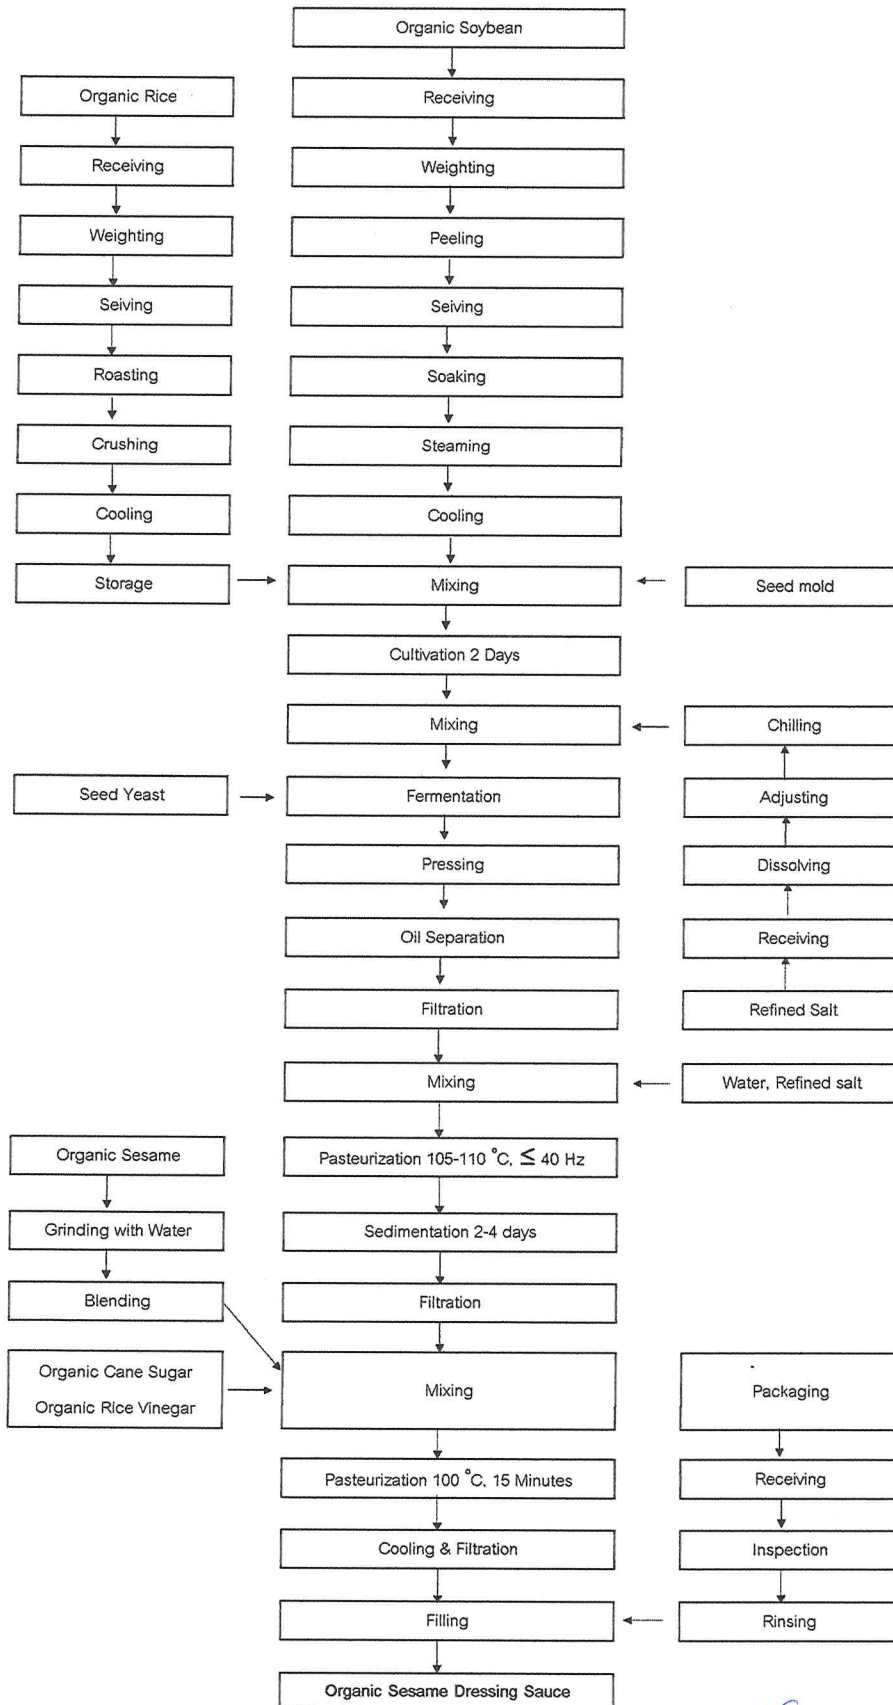 Organic Soybean
Organic Rice
Receiving
Receiving
Weighting
Weighting
Peeling
Seiving
Seiving
Roasting
Soaking
Crushing
Steaming
Cooling
Cooling
Storage
Mixing
Seed mold
Cultivation 2 Days
Mixing
Chilling
Seed Yeast
Fermentation
Adjusting
Pressing
Dissolving
Oil Separation
Receiving
Filtration
Refined Salt
Mixing
Water, Refined salt
Organic Sesame
Pasteurization 105-110 °C, ≤ 40 Hz
Grinding with Water
Sedimentation 2-4 days
Blending
Filtration
Organic Cane Sugar
Organic Rice Vinegar
Mixing
Packaging
Pasteurization 100 °C, 15 Minutes
Receiving
Cooling & Filtration
Inspection
Filling
Rinsing
Organic Sesame Dressing Sauce